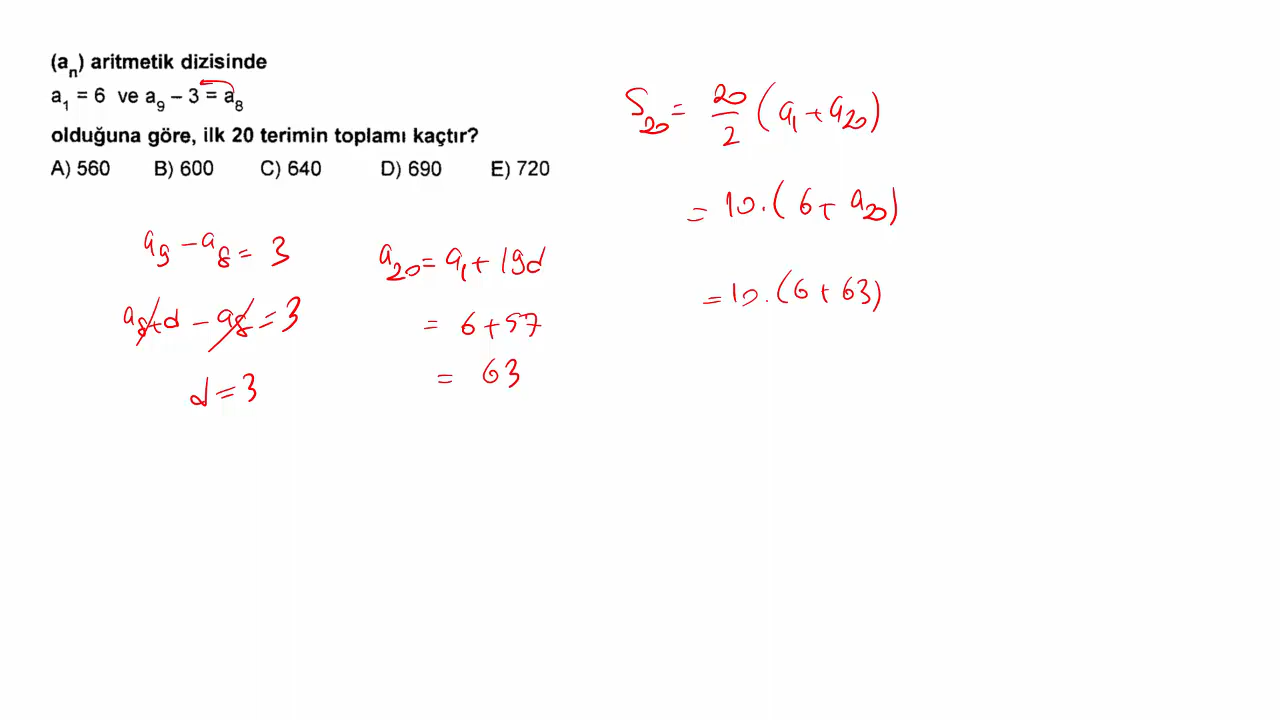 (aₙ) aritmetik dizisinde
a₁ = 6 ve a₉ – 3 = a₈
olduğuna göre, ilk 20 terimin toplamı kaçtır?
A) 560 B) 600 C) 640 D) 690 E) 720
a₉ – a₈ = 3
a₈ + d – a₈ = 3
d = 3
a₂₀ = a₁ + 19d
= 6 + 57
= 63
S₂₀ = 20/2 (a₁ + a₂₀)
= 10.(6 + a₂₀)
= 10.(6 + 63)